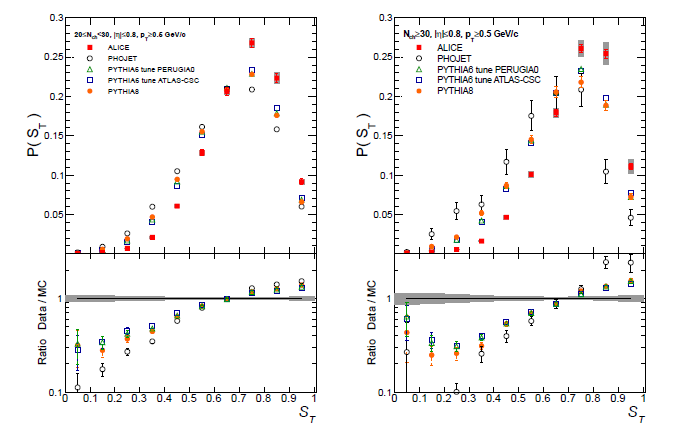 0.3
0.25
0.2
0.15
0.1
0.05
P( S_T )
20≤N_ch<30, |η|≤0.8, p_T≥0.5 GeV/c
ALICE
PHOJET
PYTHIA6 tune PERUGIA0
PYTHIA6 tune ATLAS-CSC
PYTHIA8
1
0.1
Ratio Data / MC
0 0.1 0.2 0.3 0.4 0.5 0.6 0.7 0.8 0.9 1
S_T
0.3
0.25
0.2
0.15
0.1
0.05
P( S_T )
N_ch≥30, |η|≤0.8, p_T≥0.5 GeV/c
ALICE
PHOJET
PYTHIA6 tune PERUGIA0
PYTHIA6 tune ATLAS-CSC
PYTHIA8
1
0.1
Ratio Data / MC
0 0.1 0.2 0.3 0.4 0.5 0.6 0.7 0.8 0.9 1
S_T